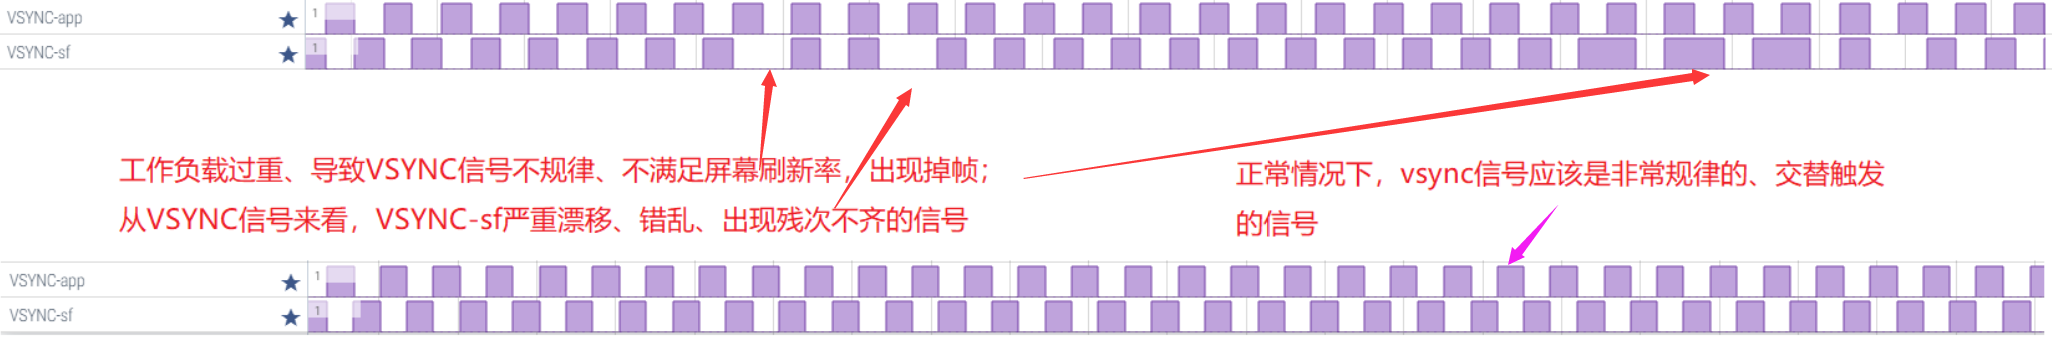 VSYNC-app
1
VSYNC-sf
1
工作负载过重、导致VSYNC信号不规律、不满足屏幕刷新率，出现掉帧；
从VSYNC信号来看，VSYNC-sf严重漂移、错乱、出现残次不齐的信号
正常情况下，vsync信号应该是非常规律的、交替触发
的信号
VSYNC-app
1
VSYNC-sf
1